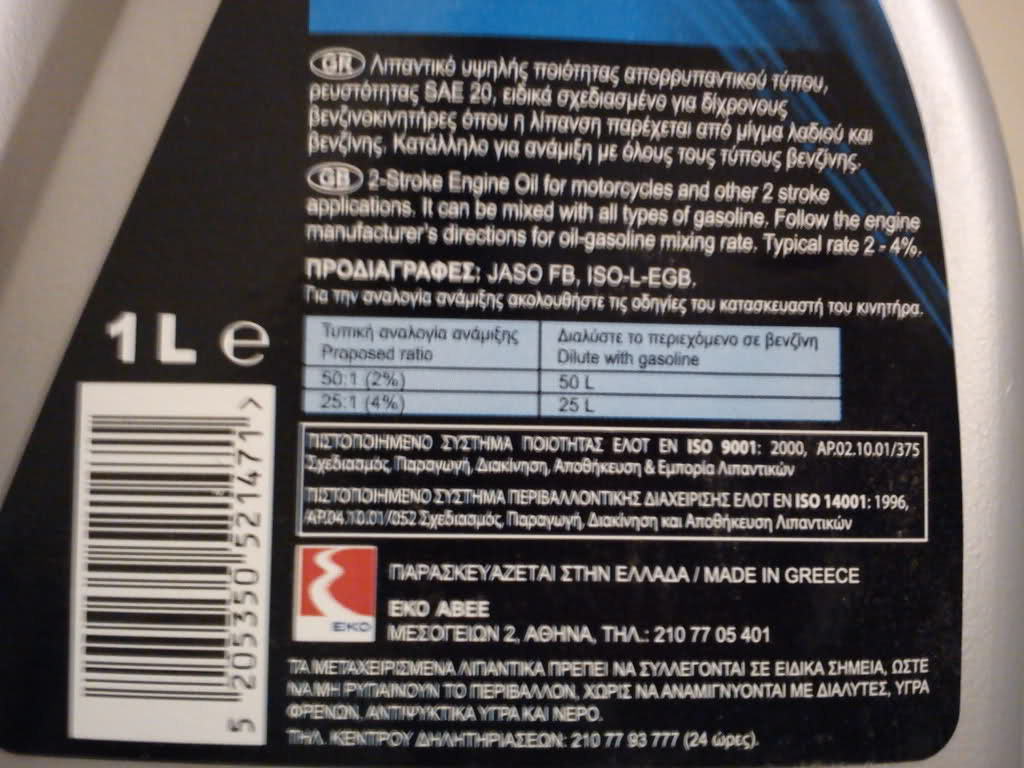 GR Λιπαντικό υψηλής ποιότητας απορρυπαντικού τύπου,
ρευστότητας SAE 20, ειδικά σχεδιασμένο για δίχρονους
βενζινοκινητήρες όπου η λίπανση παρέχεται από μίγμα λαδιού και
βενζίνης. Κατάλληλο για ανάμιξη με όλους τους τύπους βενζίνης.
GB 2-Stroke Engine Oil for motorcycles and other 2 stroke
applications. It can be mixed with all types of gasoline. Follow the engine
manufacturer's directions for oil-gasoline mixing rate. Typical rate 2 - 4%.
ΠΡΟΔΙΑΓΡΑΦΕΣ: JASO FB, ISO-L-EGB.
Για την αναλογία ανάμιξης ακολουθήστε τις οδηγίες του κατασκευαστή του κινητήρα.
1 L e
Τυπική αναλογία ανάμιξης Διαλύστε το περιεχόμενο σε βενζίνη
Proposed ratio Dilute with gasoline
50:1 (2%) 50 L
25:1 (4%) 25 L
ΠΙΣΤΟΠΟΙΗΜΕΝΟ ΣΥΣΤΗΜΑ ΠΟΙΟΤΗΤΑΣ ΕΛΟΤ EN ISO 9001: 2000, ΑΡ.02.10.01/375
Σχεδιασμός, Παραγωγή, Διακίνηση, Αποθήκευση & Εμπορία Λιπαντικών
ΠΙΣΤΟΠΟΙΗΜΕΝΟ ΣΥΣΤΗΜΑ ΠΕΡΙΒΑΛΛΟΝΤΙΚΗΣ ΔΙΑΧΕΙΡΙΣΗΣ ΕΛΟΤ EN ISO 14001: 1996,
ΑΡ.04.10.01/052 Σχεδιασμός, Παραγωγή, Διακίνηση και Αποθήκευση Λιπαντικών
EKO
ΠΑΡΑΣΚΕΥΑΖΕΤΑΙ ΣΤΗΝ ΕΛΛΑΔΑ / MADE IN GREECE
ΕΚΟ ΑΒΕΕ
ΜΕΣΟΓΕΙΩΝ 2, ΑΘΗΝΑ, ΤΗΛ.: 210 77 05 401
ΤΑ ΜΕΤΑΧΕΙΡΙΣΜΕΝΑ ΛΙΠΑΝΤΙΚΑ ΠΡΕΠΕΙ ΝΑ ΣΥΛΛΕΓΟΝΤΑΙ ΣΕ ΕΙΔΙΚΑ ΣΗΜΕΙΑ, ΩΣΤΕ
ΝΑ ΜΗ ΡΥΠΑΙΝΟΥΝ ΤΟ ΠΕΡΙΒΑΛΛΟΝ, ΧΩΡΙΣ ΝΑ ΑΝΑΜΙΓΝΥΟΝΤΑΙ ΜΕ ΔΙΑΛΥΤΕΣ, ΥΓΡΑ
ΦΡΕΝΩΝ, ΑΝΤΙΨΥΚΤΙΚΑ ΥΓΡΑ ΚΑΙ ΝΕΡΟ.
ΤΗΛ. ΚΕΝΤΡΟΥ ΔΗΛΗΤΗΡΙΑΣΕΩΝ: 210 77 93 777 (24 ώρες).
5 205350 521471 >